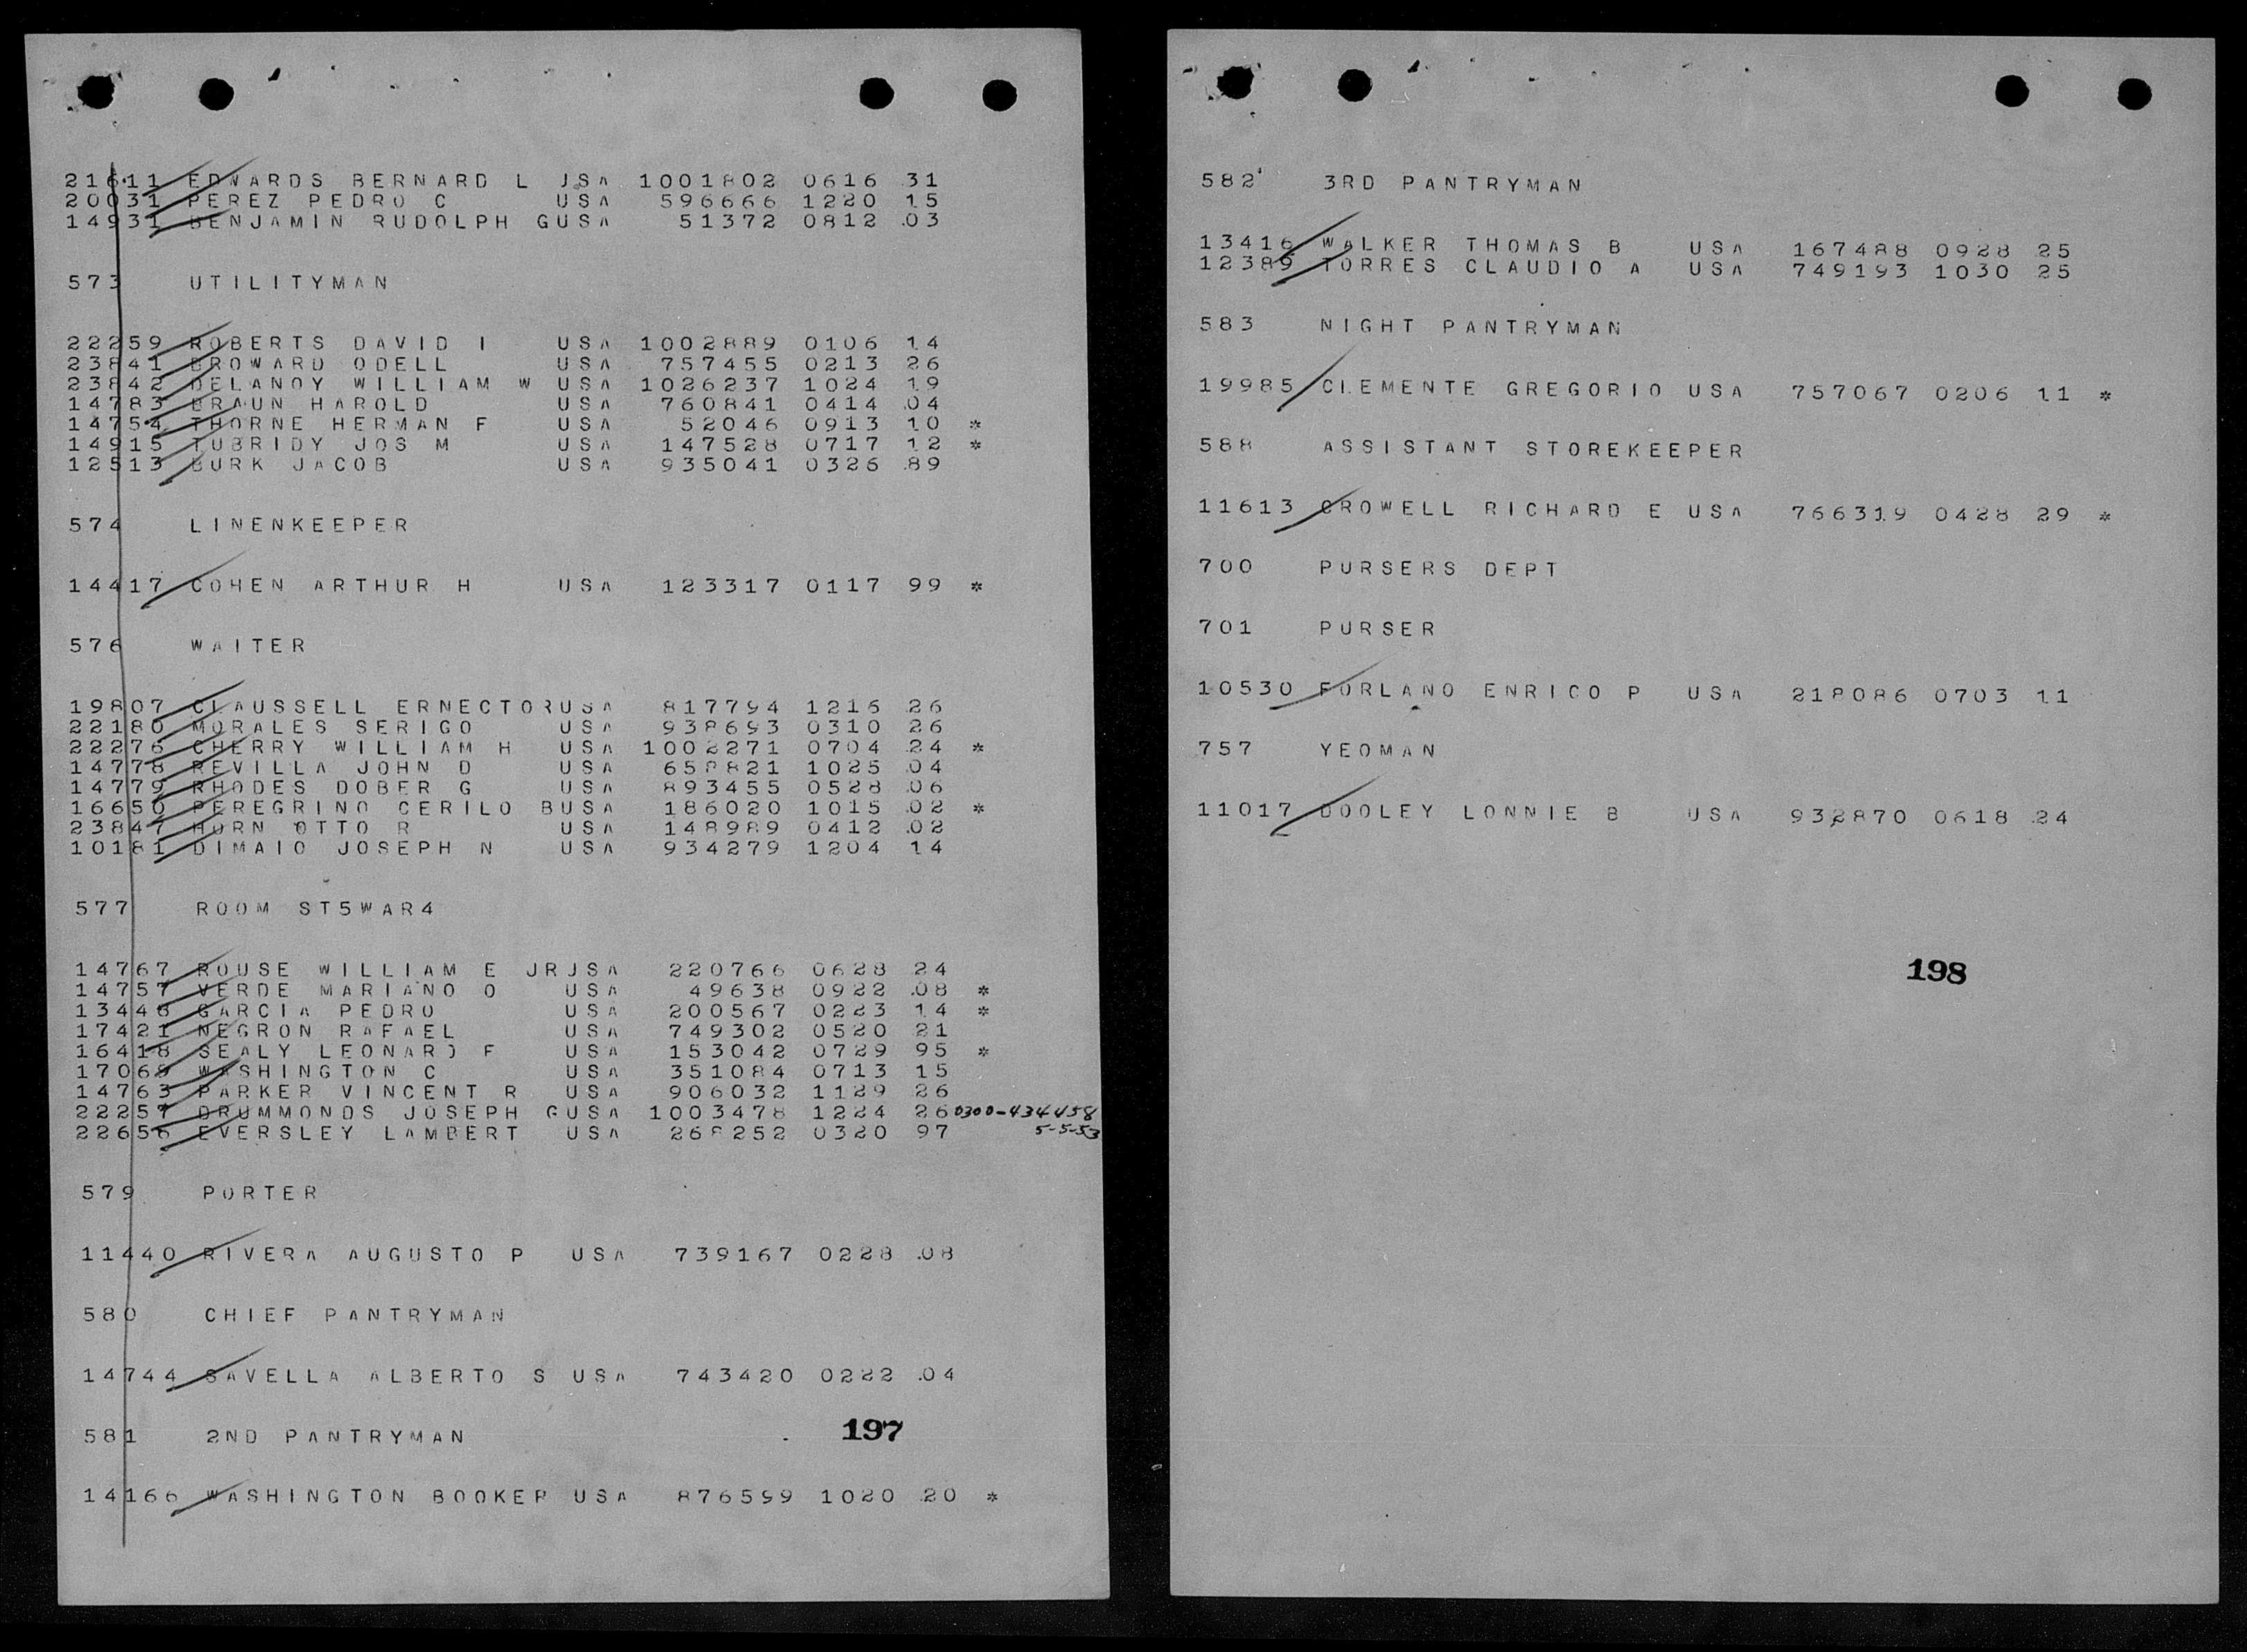 21611 EDWARDS BERNARD L USA 1001802 0616 31
20031 PEREZ PEDRO C USA 596666 1220 15
14931 BENJAMIN RUDOLPH GUSA 51372 0812 .03
573 UTILITYMAN
22259 ROBERTS DAVID I USA 1002889 0106 14
23841 BROWARD ODELL USA 757455 0213 26
23842 DELANOY WILLIAM W USA 1026237 1024 19
14783 BRAUN HAROLD USA 760841 0414 .04
14754 THORNE HERMAN F USA 52046 0913 10 *
14915 TUBRIDY JOS M USA 147528 0717 12 *
12513 BURK JACOB USA 935041 0326 .89
574 LINENKEEPER
14417 COHEN ARTHUR H USA 123317 0117 99 *
576 WAITER
19807 CLAUSSELL ERNECTORUSA 817794 1216 26
22180 MORALES SERIGO USA 938693 0310 26
22276 CHERRY WILLIAM H USA 1002271 0704 24 *
14778 REVILLA JOHN D USA 658821 1025 .04
14779 RHODES DOBER G USA 893455 0528 .06
16650 PEREGRINO CERILO BUSA 186020 1015 .02 *
23847 HORN OTTO R USA 148989 0412 .02
10181 DIMAIO JOSEPH N USA 934279 1204 14
577 ROOM ST5WAR4
14767 ROUSE WILLIAM E JRUSA 220766 0628 24
14757 VERDE MARIANO O USA 49638 0922 .08 *
13448 GARCIA PEDRO USA 200567 0223 14 *
17421 NEGRON RAFAEL USA 749302 0520 21
16418 SEALY LEONARD F USA 153042 0729 95 *
17069 WASHINGTON C USA 351084 0713 15
14763 PARKER VINCENT R USA 906032 1129 26
22257 DRUMMONDS JOSEPH GUSA 1003478 1224 26 0300-434458
22656 EVERSLEY LAMBERT USA 268252 0320 97 5-5-53
579 PORTER
11440 RIVERA AUGUSTO P USA 739167 0228 .08
580 CHIEF PANTRYMAN
14744 SAVELLA ALBERTO S USA 743420 0222 .04
581 2ND PANTRYMAN
197
14166 WASHINGTON BOOKER USA 876599 1020 20 *
582 3RD PANTRYMAN
13416 WALKER THOMAS B USA 167488 0928 25
12389 TORRES CLAUDIO A USA 749193 1030 25
583 NIGHT PANTRYMAN
19985 CLEMENTE GREGORIO USA 757067 0206 11 *
588 ASSISTANT STOREKEEPER
11613 CROWELL RICHARD E USA 766319 0428 29 *
700 PURSERS DEPT
701 PURSER
10530 FORLANO ENRICO P USA 218086 0703 11
757 YEOMAN
11017 DOOLEY LONNIE B USA 932870 0618 24
198